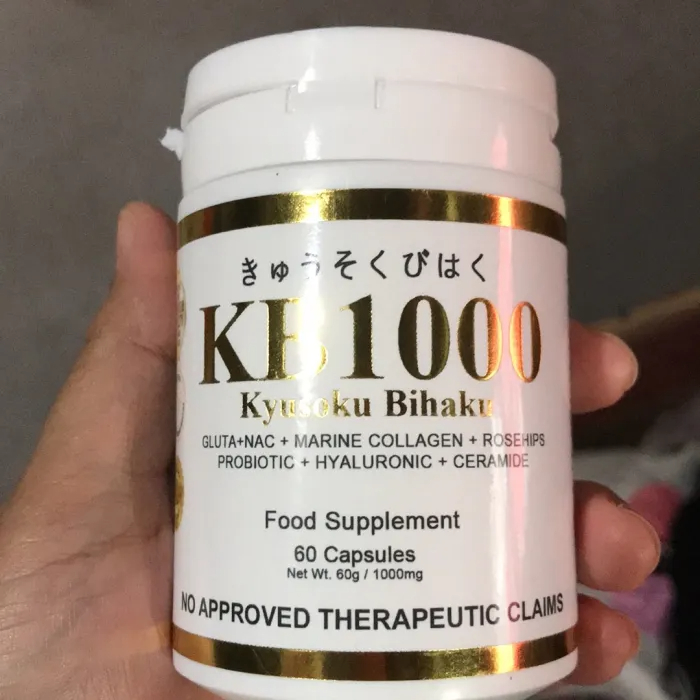 きゅうそくびはく
KB1000
Kyusoku Bihaku
GLUTA+NAC + MARINE COLLAGEN + ROSEHIPS
PROBIOTIC + HYALURONIC + CERAMIDE
Food Supplement
60 Capsules
Net Wt. 60g / 1000mg
NO APPROVED THERAPEUTIC CLAIMS